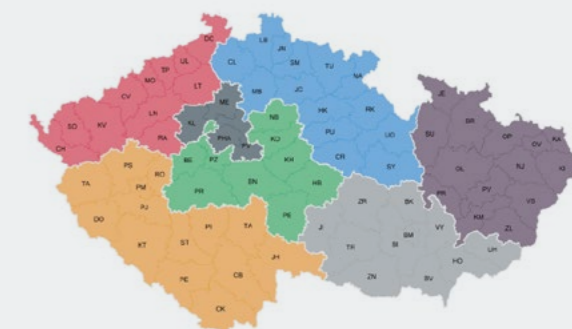 DC
LB
UL
JN
CL
TP
SM
TU
MO
LT
NA
CV
MB
JC
ME
LN
HK
RK
SO
KV
KL
NB
PHA
RA
PU
UO
CH
KO
BE
PZ
KH
CR
SY
PS
RO
TA
PM
PR
BN
HB
PJ
DO
PI
TA
PE
KT
ST
JH
PE
CB
CK
JE
BR
SU
OP
KA
OV
OL
NJ
PV
PR
VS
KM
ZL
ZR
BK
JI
VY
TR
BI
BM
UH
HO
ZN
BV